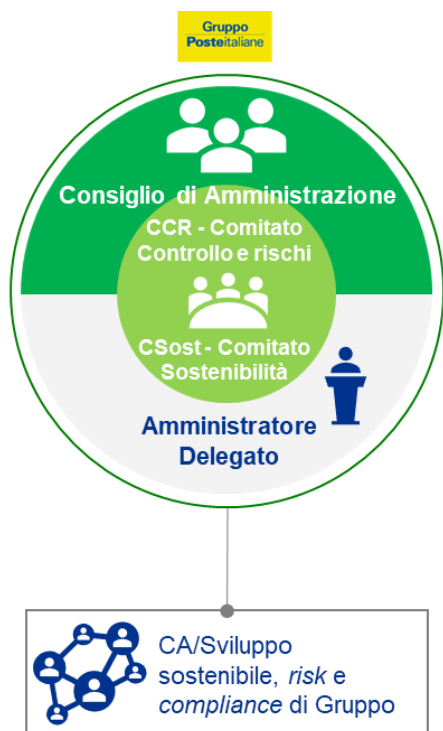 Gruppo
Posteitaliane
Consiglio di Amministrazione
CCR - Comitato
Controllo e rischi
CSost - Comitato
Sostenibilità
Amministratore
Delegato
CA/Sviluppo
sostenibile, risk e
compliance di Gruppo